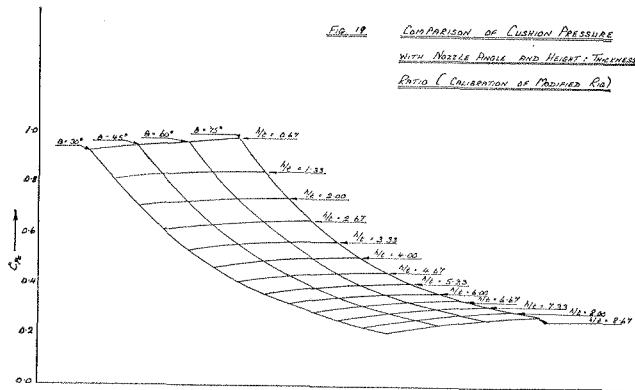 FIG. 19 COMPARISON OF CUSHION PRESSURE
WITH NOZZLE ANGLE AND HEIGHT : THICKNESS
RATIO ( CALIBRATION OF MODIFIED RIG)
1.0
0.8
0.6
0.4
0.2
0.0
θ=30°
θ=45°
θ=60°
θ=75°
h/t = 0.67
h/t = 1.33
h/t = 2.00
h/t = 2.67
h/t = 3.33
h/t = 4.00
h/t = 4.67
h/t = 5.33
h/t = 6.00
h/t = 6.67
h/t = 7.33
h/t = 8.00
h/t = 8.67